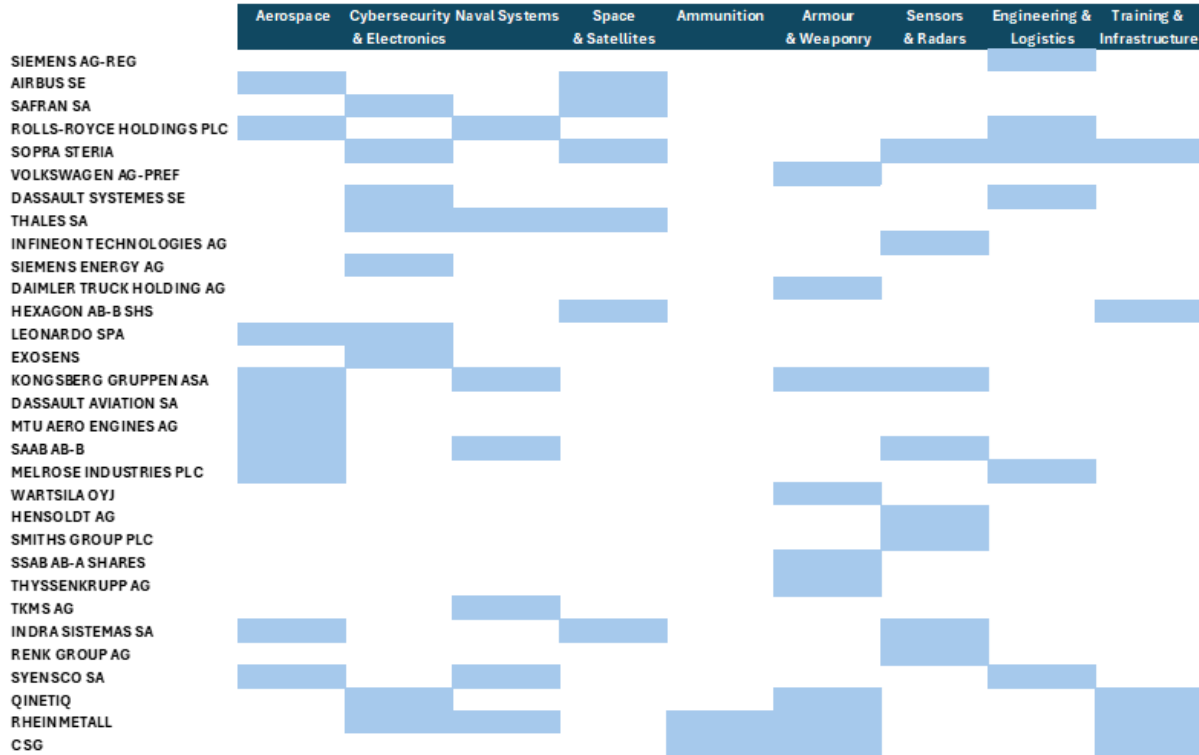 Aerospace Cybersecurity Naval Systems Space Ammunition Armour Sensors Engineering & Training &
& Electronics & Satellites & Weaponry & Radars Logistics Infrastructure
SIEMENS AG-REG
AIRBUS SE
SAFRAN SA
ROLLS-ROYCE HOLDINGS PLC
SOPRA STERIA
VOLKSWAGEN AG-PREF
DASSAULT SYSTEMES SE
THALES SA
INFINEON TECHNOLOGIES AG
SIEMENS ENERGY AG
DAIMLER TRUCK HOLDING AG
HEXAGON AB-B SHS
LEONARDO SPA
EXOSENS
KONGSBERG GRUPPEN ASA
DASSAULT AVIATION SA
MTU AERO ENGINES AG
SAAB AB-B
MELROSE INDUSTRIES PLC
WARTSILA OYJ
HENSOLDT AG
SMITHS GROUP PLC
SSAB AB-A SHARES
THYSSENKRUPP AG
TKMS AG
INDRA SISTEMAS SA
RENK GROUP AG
SYENSCO SA
QINETIQ
RHEINMETALL
CSG